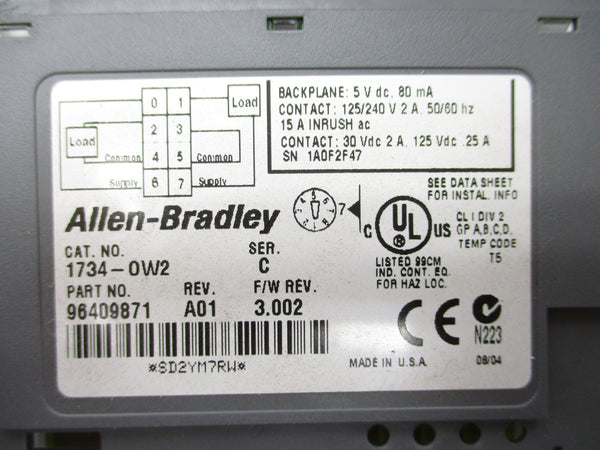 BACKPLANE: 5 V dc, 80 mA
CONTACT: 125/240 V 2 A, 50/60 hz
15 A INRUSH ac
CONTACT: 30 Vdc 2 A, 125 Vdc .25 A
SN 1A0F2F47
0 1 Load
Load 2 3
Common 4 5 Common
Supply 6 7 Supply
SEE DATA SHEET
FOR INSTAL. INFO
Allen-Bradley
7
C UL US
CL I DIV 2
GP A,B,C,D,
TEMP CODE
T5
LISTED 99CM
IND. CONT. EQ.
FOR HAZ LOC.
CAT. NO. SER.
1734-OW2 C
PART NO. REV. F/W REV.
96409871 A01 3.002
*SD2YM7RW*
CE
N223
MADE IN U.S.A.
08/04